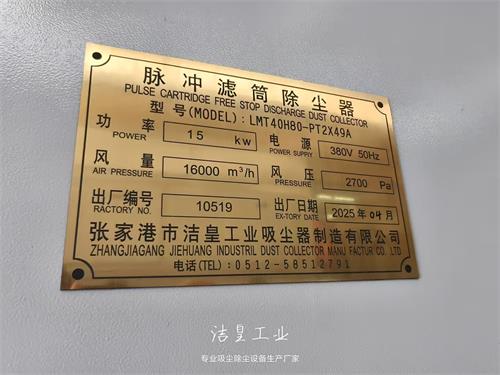 脉冲滤筒除尘器
PULSE CARTRIDGE FREE STOP DISCHARGE DUST COLLECTOR
型号(MODEL):LMT40H80-PT2X49A
功率 15 kw 电源 380V 50Hz
POWER POWER SUPPLY
风量 16000 m³/h 风压 2700 Pa
AIR PRESSURE PRESSURE
出厂编号 10519 出厂日期 2025年04月
RACTORY NO. EX-TORY DATE
张家港市洁皇工业吸尘器制造有限公司
ZHANGJIAGANG JIEHUANG INDUSTRIL DUST COLLECTOR MANU FACTUR CO. LTD
电话(TEL):0512-58512791
洁皇工业
专业吸尘除尘设备生产厂家